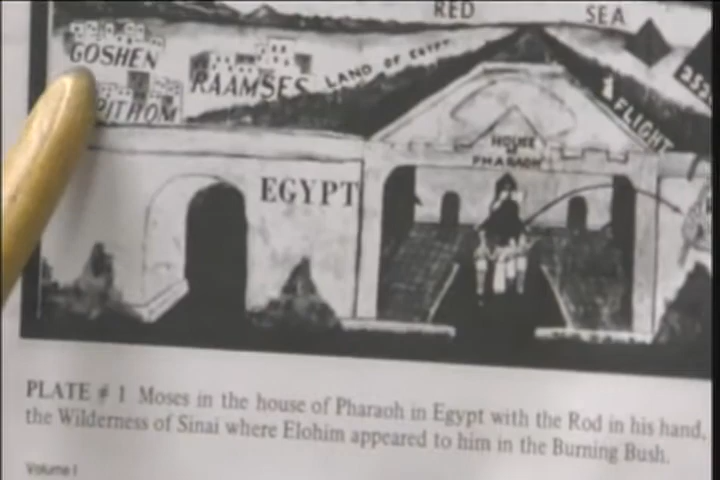 RED SEA
GOSHEN
RAAMSES
LAND OF EGYPT
PITHOM
FLIGHT
HOUSE
OF
PHARAOH
EGYPT
PLATE # 1 Moses in the house of Pharaoh in Egypt with the Rod in his hand,
the Wilderness of Sinai where Elohim appeared to him in the Burning Bush.
Volume I